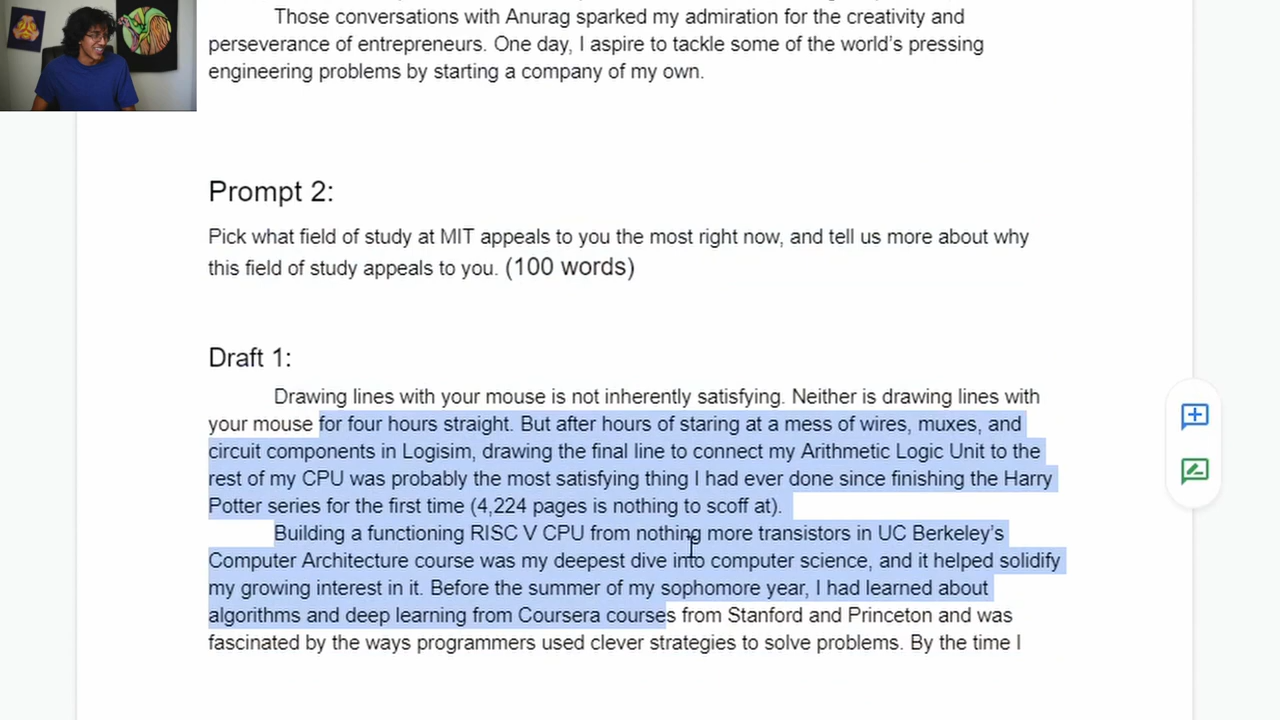 Those conversations with Anurag sparked my admiration for the creativity and
perseverance of entrepreneurs. One day, I aspire to tackle some of the world's pressing
engineering problems by starting a company of my own.
Prompt 2:
Pick what field of study at MIT appeals to you the most right now, and tell us more about why
this field of study appeals to you. (100 words)
Draft 1:
Drawing lines with your mouse is not inherently satisfying. Neither is drawing lines with
your mouse for four hours straight. But after hours of staring at a mess of wires, muxes, and
circuit components in Logisim, drawing the final line to connect my Arithmetic Logic Unit to the
rest of my CPU was probably the most satisfying thing I had ever done since finishing the Harry
Potter series for the first time (4,224 pages is nothing to scoff at).
Building a functioning RISC V CPU from nothing more transistors in UC Berkeley's
Computer Architecture course was my deepest dive into computer science, and it helped solidify
my growing interest in it. Before the summer of my sophomore year, I had learned about
algorithms and deep learning from Coursera courses from Stanford and Princeton and was
fascinated by the ways programmers used clever strategies to solve problems. By the time I